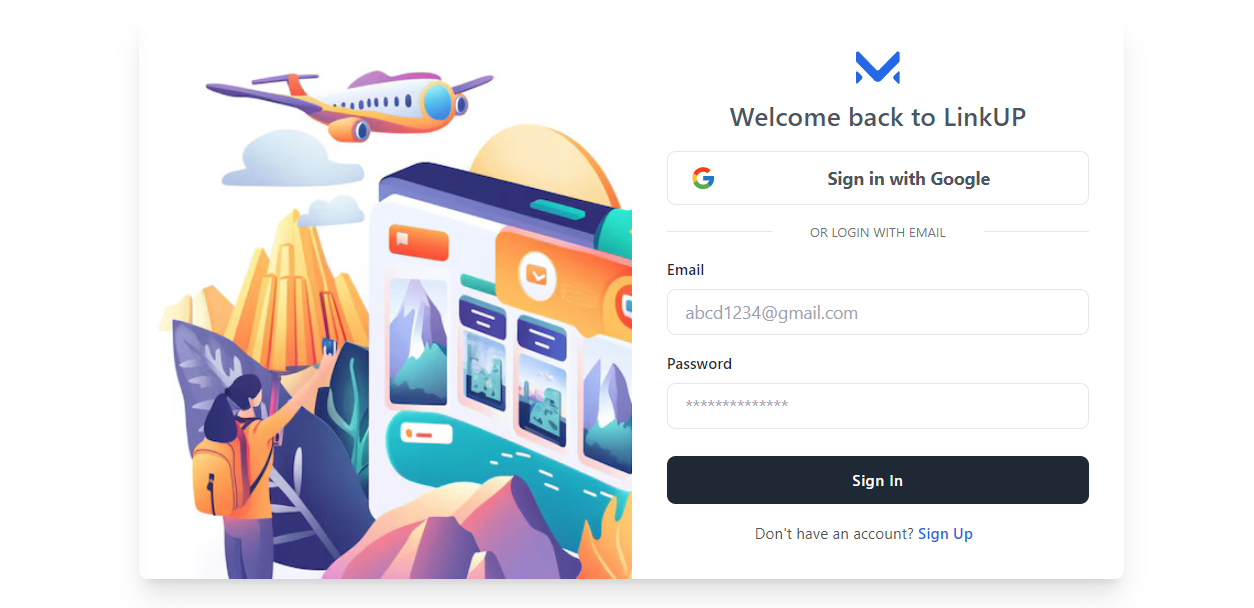 Welcome back to LinkUP
Sign in with Google
OR LOGIN WITH EMAIL
Email
abcd1234@gmail.com
Password
**************
Sign In
Don't have an account? Sign Up